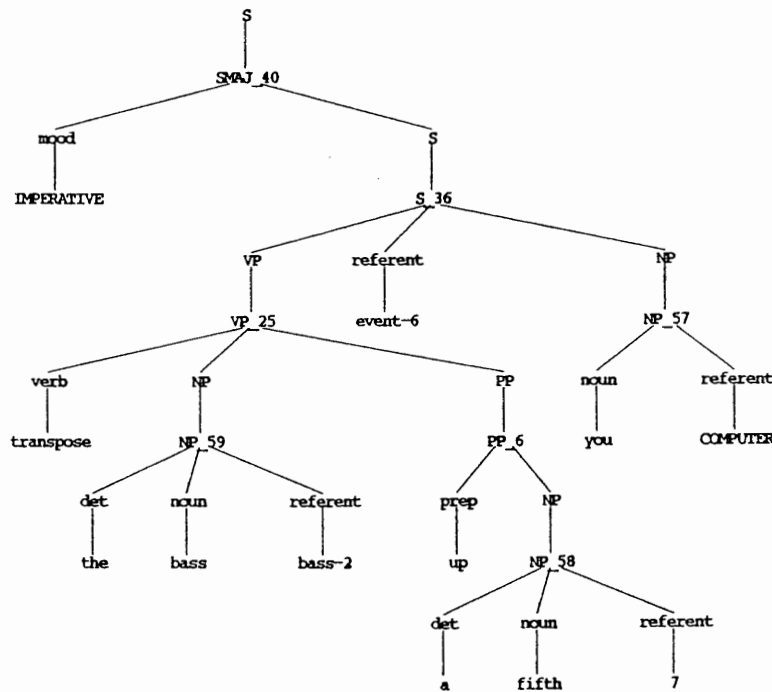 S
SMAJ_40
mood S
IMPERATIVE S_36
VP referent NP
VP_25 event-6 NP_57
verb NP PP noun referent
transpose NP_59 PP_6 you COMPUTER
det noun referent prep NP
the bass bass-2 up NP_58
det noun referent
a fifth 7